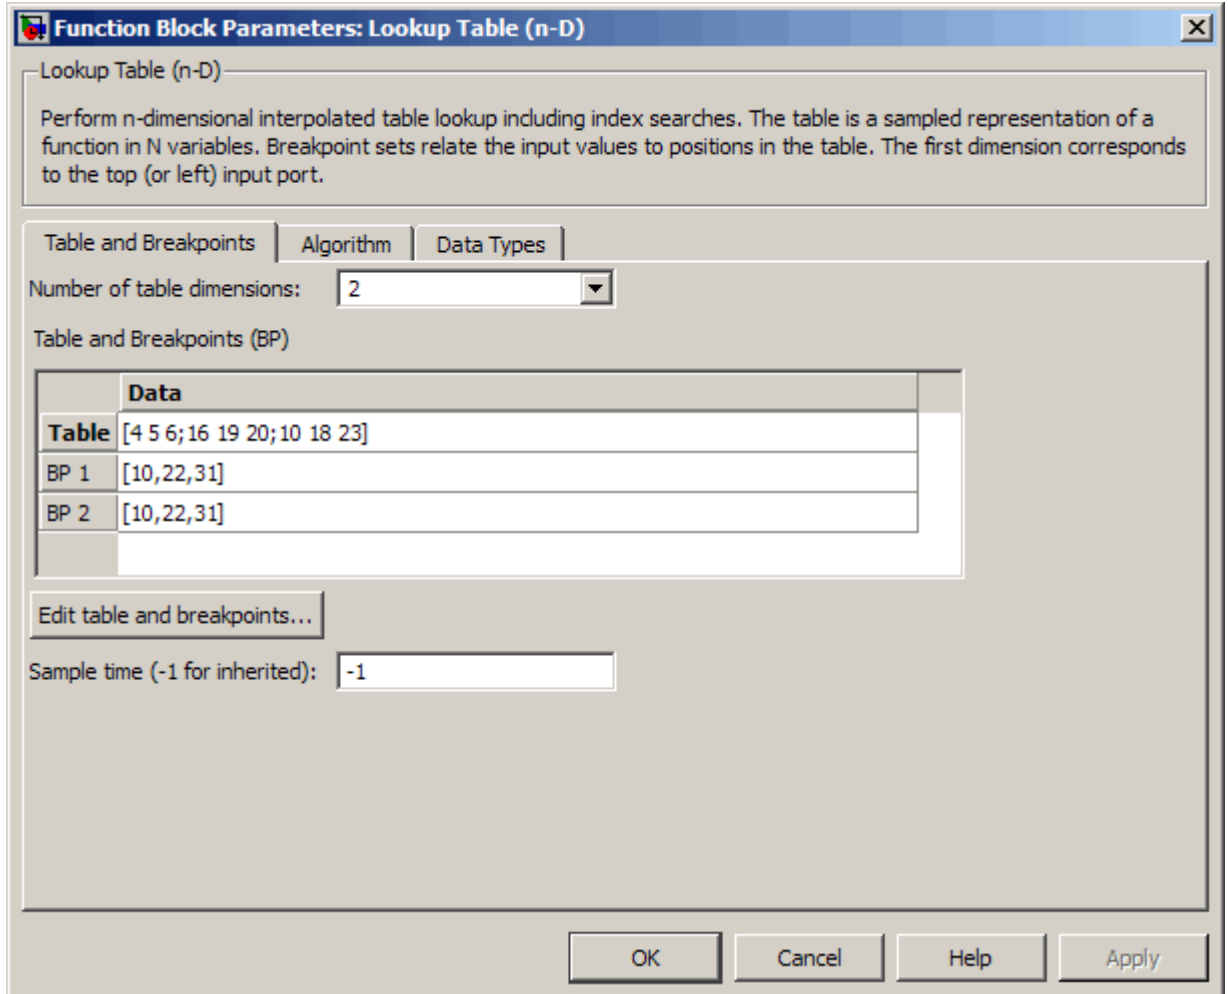 Function Block Parameters: Lookup Table (n-D)
Lookup Table (n-D)
Perform n-dimensional interpolated table lookup including index searches. The table is a sampled representation of a
function in N variables. Breakpoint sets relate the input values to positions in the table. The first dimension corresponds
to the top (or left) input port.
Table and Breakpoints Algorithm Data Types
Number of table dimensions: 2
Table and Breakpoints (BP)
Data
Table [4 5 6;16 19 20;10 18 23]
BP 1 [10,22,31]
BP 2 [10,22,31]
Edit table and breakpoints...
Sample time (-1 for inherited): -1
OK Cancel Help Apply